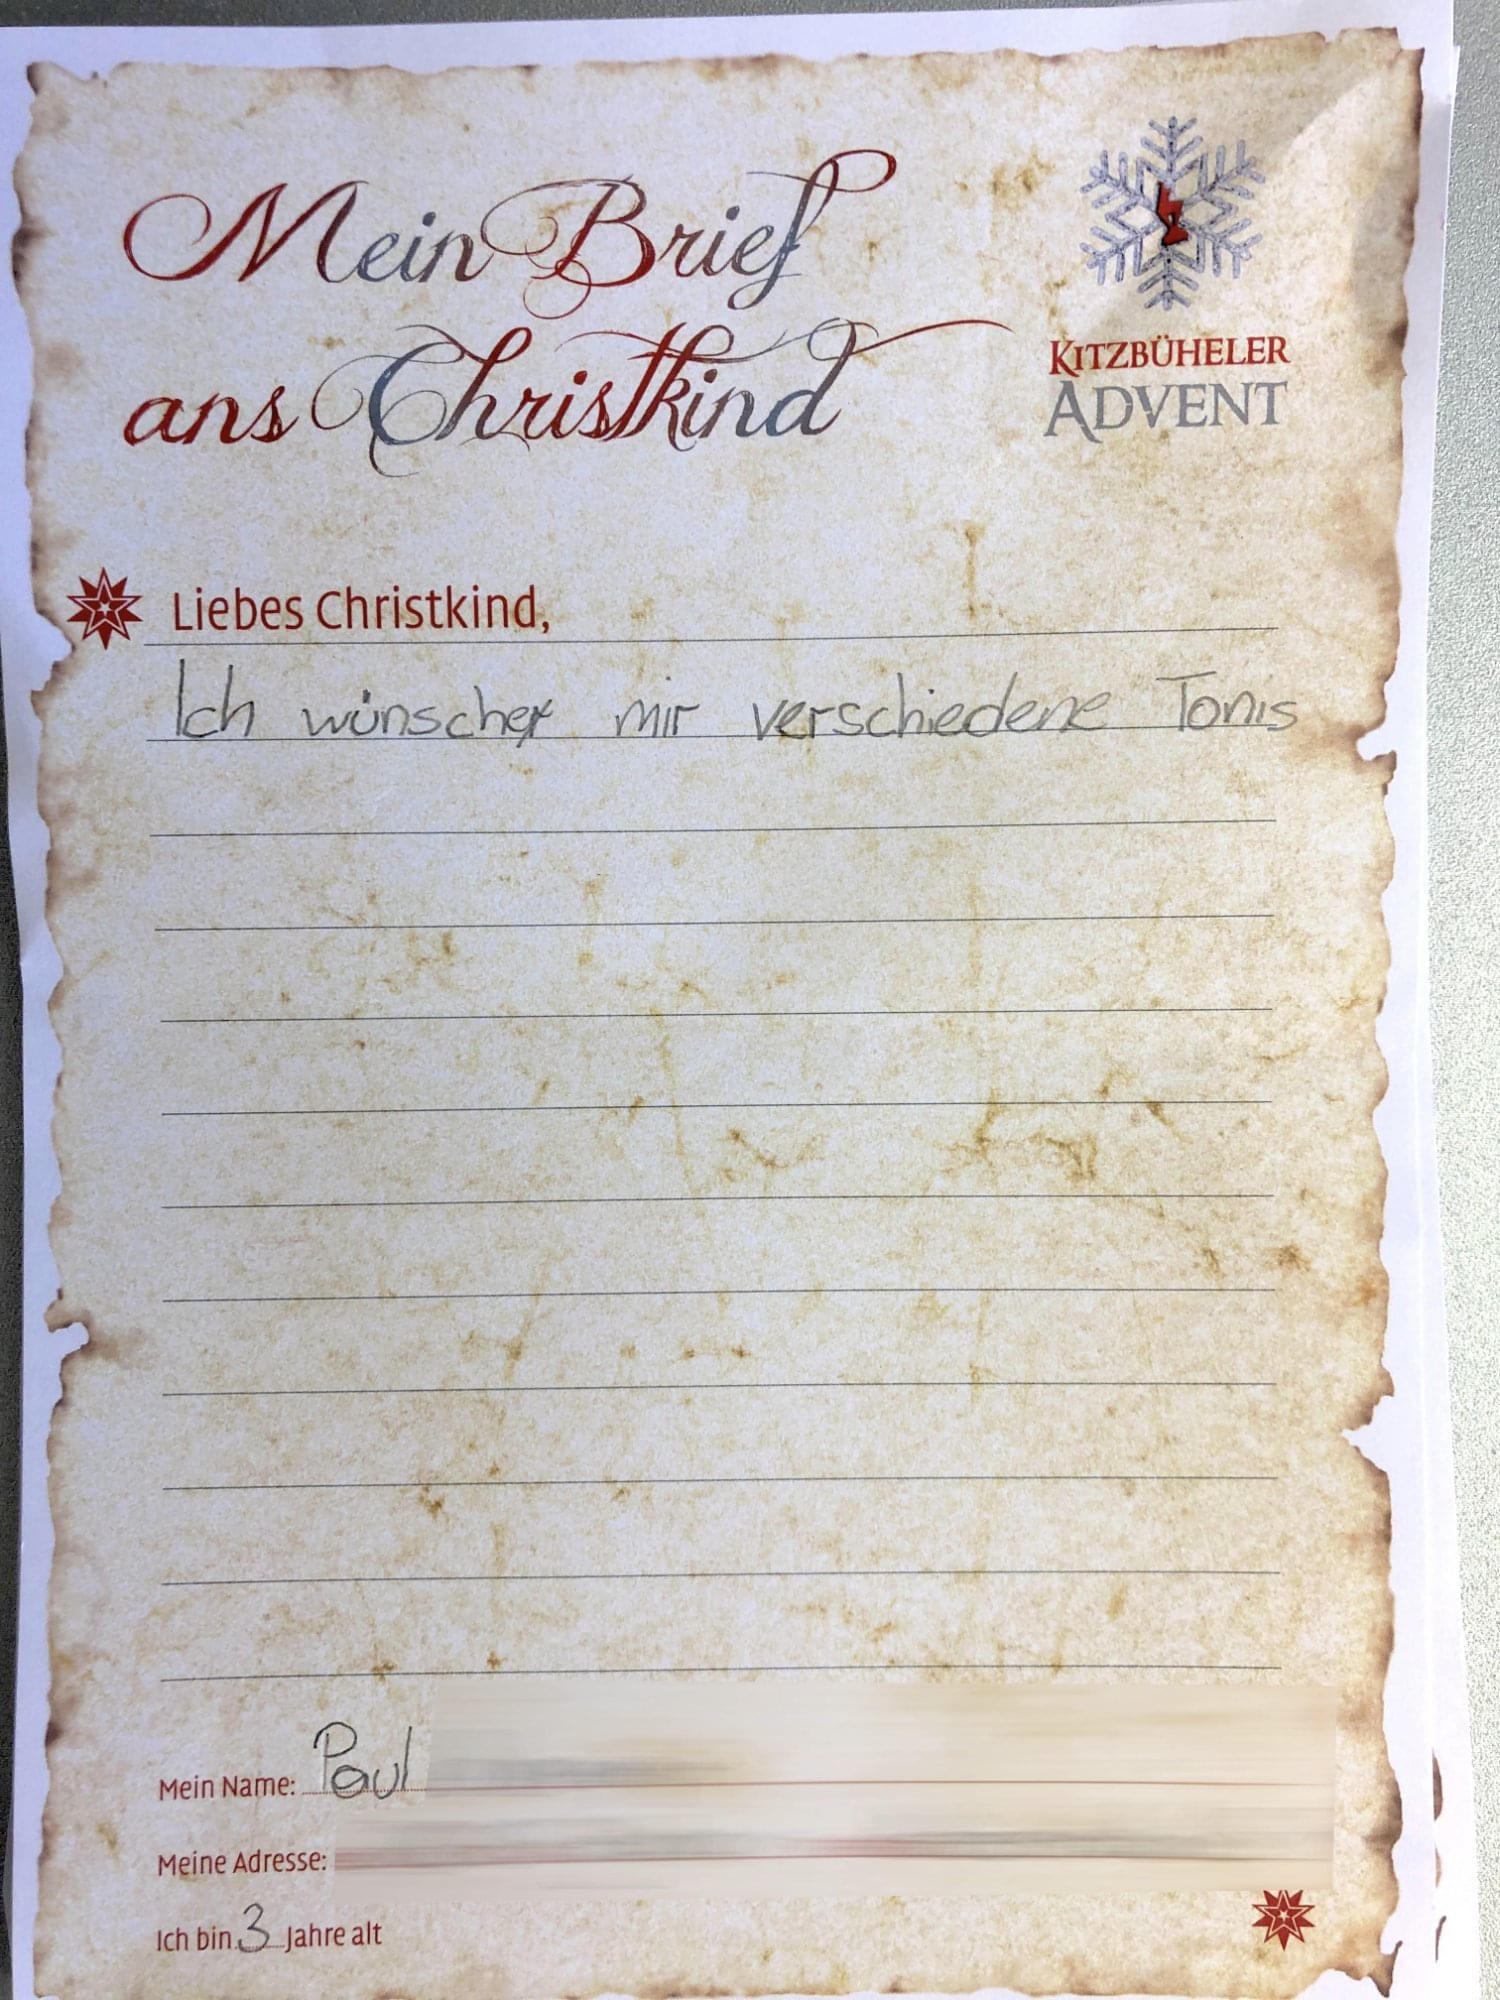 Mein Brief
ans Christkind
KITZBÜHELER
ADVENT
Liebes Christkind,
Ich wünsche mir verschiedene Tonis
Mein Name: Paul
Meine Adresse:
Ich bin 3 Jahre alt